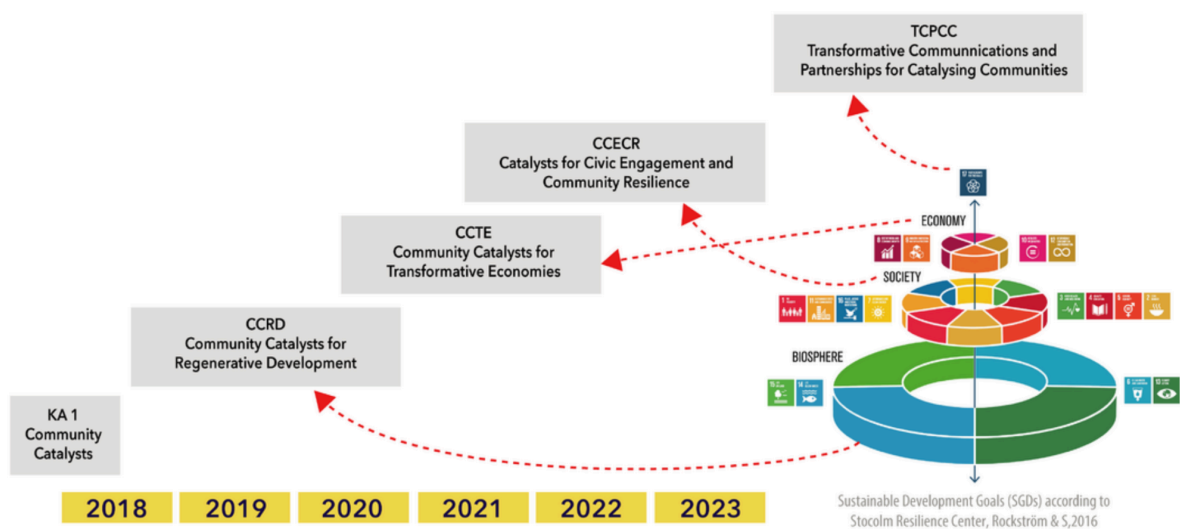 TCPCC
Transformative Communnications and
Partnerships for Catalysing Communities
CCECR
Catalysts for Civic Engagement and
Community Resilience
CCTE
Community Catalysts for
Transformative Economies
CCRD
Community Catalysts for
Regenerative Development
KA 1
Community
Catalysts
ECONOMY
SOCIETY
BIOSPHERE
2018
2019
2020
2021
2022
2023
Sustainable Development Goals (SGDs) according to
Stocolm Resilience Center, Rockström & S,2016